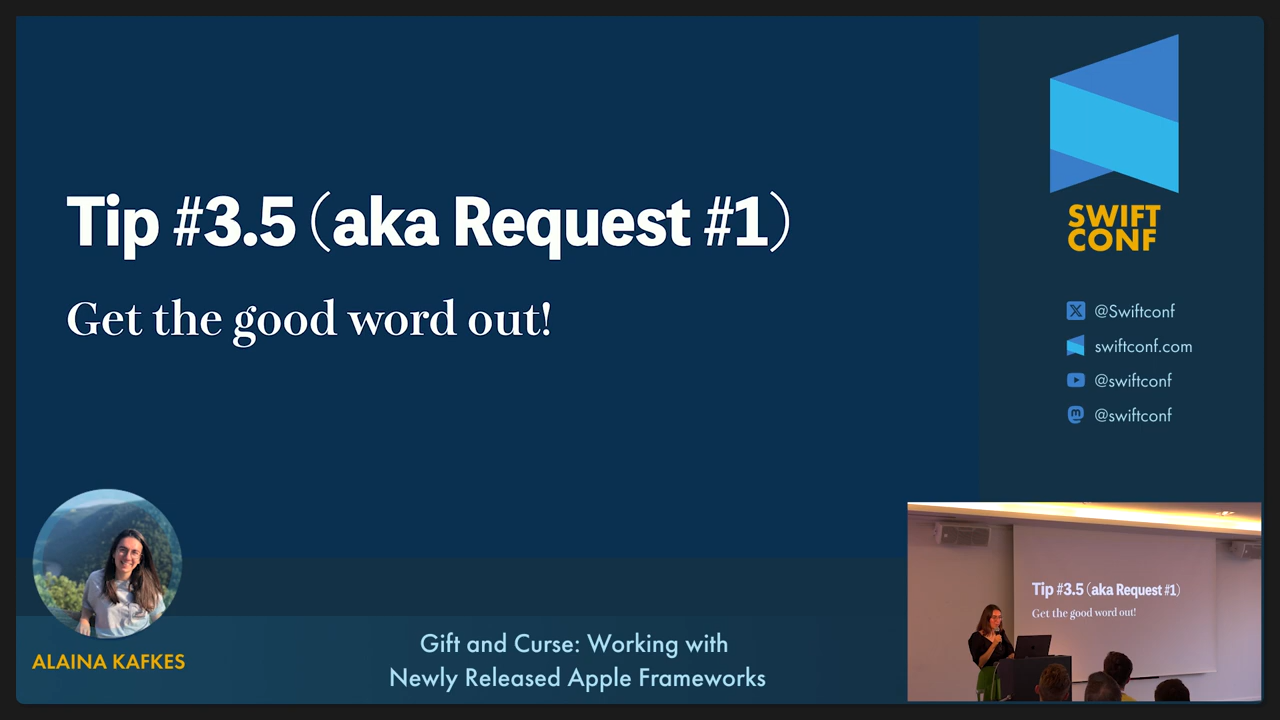 Tip #3.5 (aka Request #1)
Get the good word out!
SWIFT
CONF
@Swiftconf
swiftconf.com
@swiftconf
@swiftconf
ALAINA KAFKES
Gift and Curse: Working with
Newly Released Apple Frameworks
Tip #3.5 (aka Request #1)
Get the good word out!